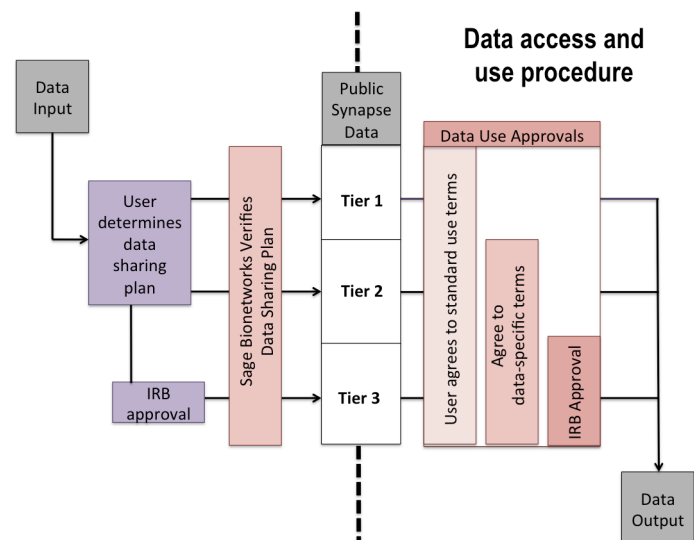 Data access and
use procedure
Data
Input
Public
Synapse
Data
Data Use Approvals
User
determines
data
sharing
plan
Sage Bionetworks Verifies
Data Sharing Plan
Tier 1
Tier 2
Tier 3
User agrees to standard use terms
Agree to
data-specific terms
IRB Approval
IRB
approval
Data
Output